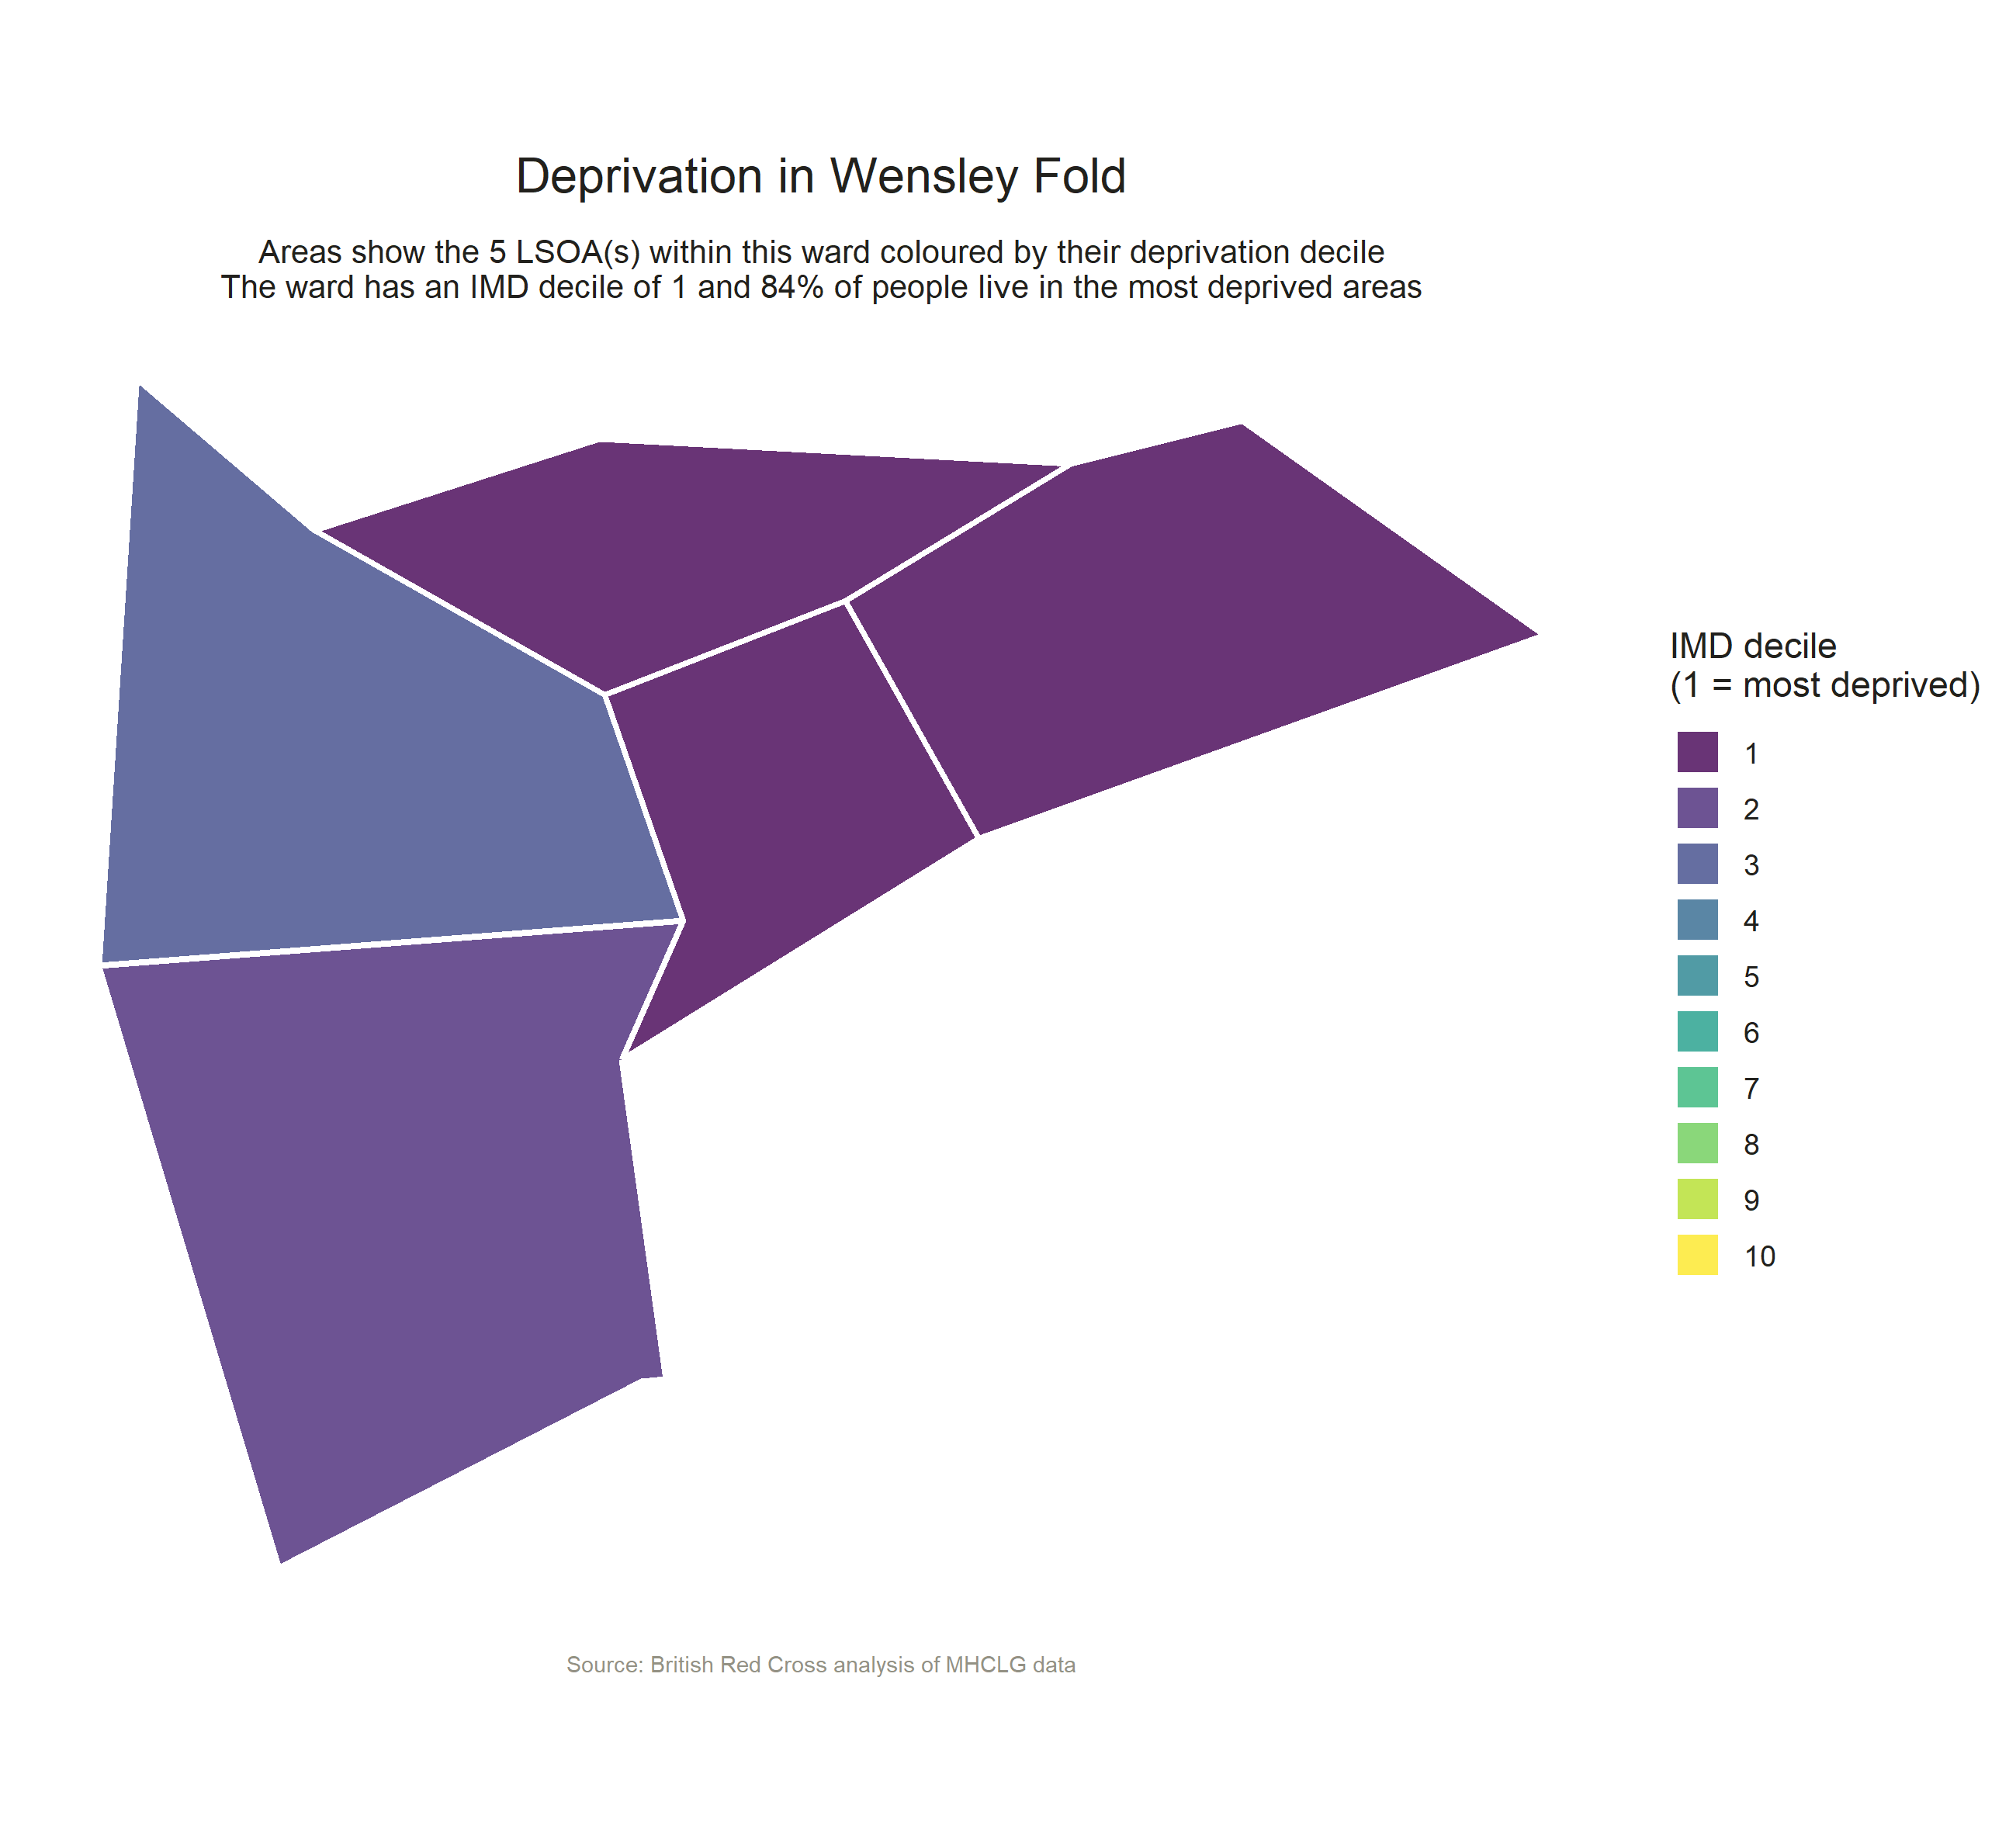 Deprivation in Wensley Fold
Areas show the 5 LSOA(s) within this ward coloured by their deprivation decile
The ward has an IMD decile of 1 and 84% of people live in the most deprived areas
IMD decile
(1 = most deprived)
1
2
3
4
5
6
7
8
9
10
Source: British Red Cross analysis of MHCLG data